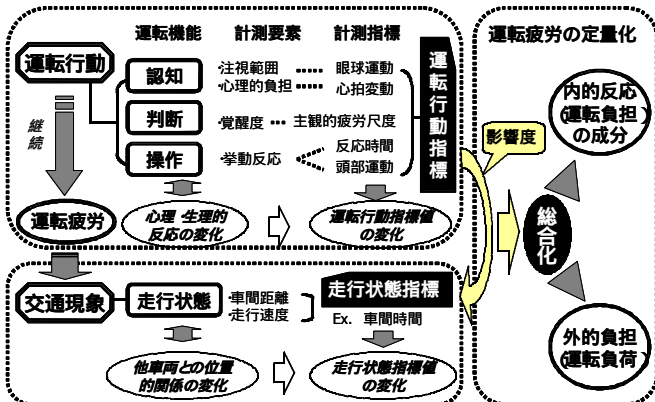 運転機能 計測要素 計測指標
運転行動
認知
・注視範囲 眼球運動
・心理的負担 心拍変動
判断
・覚醒度 主観的疲労尺度
操作
・挙動反応 反応時間
頭部運動
運転行動指標
継続
運転疲労
心理・生理的
反応の変化
運転行動指標値
の変化
交通現象
走行状態
・車間距離
・走行速度
走行状態指標
Ex. 車間時間
他車両との位置
的関係の変化
走行状態指標値
の変化
影響度
運転疲労の定量化
内的反応
(運転負担)
の成分
総合化
外的負担
(運転負荷)